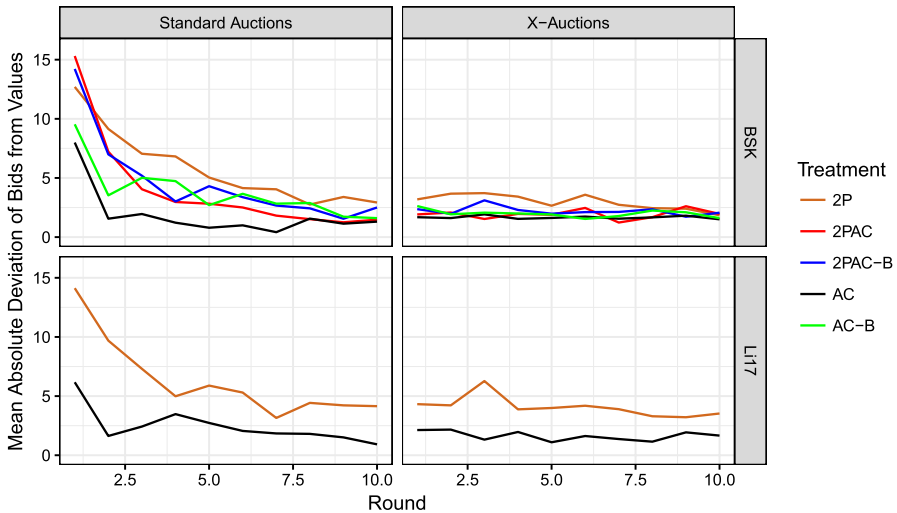 Standard Auctions
X−Auctions
Mean Absolute Deviation of Bids from Values
15
10
5
0
BSK
15
10
5
0
Li17
2.5
5.0
7.5
10.0
2.5
5.0
7.5
10.0
Round
Treatment
2P
2PAC
2PAC−B
AC
AC−B